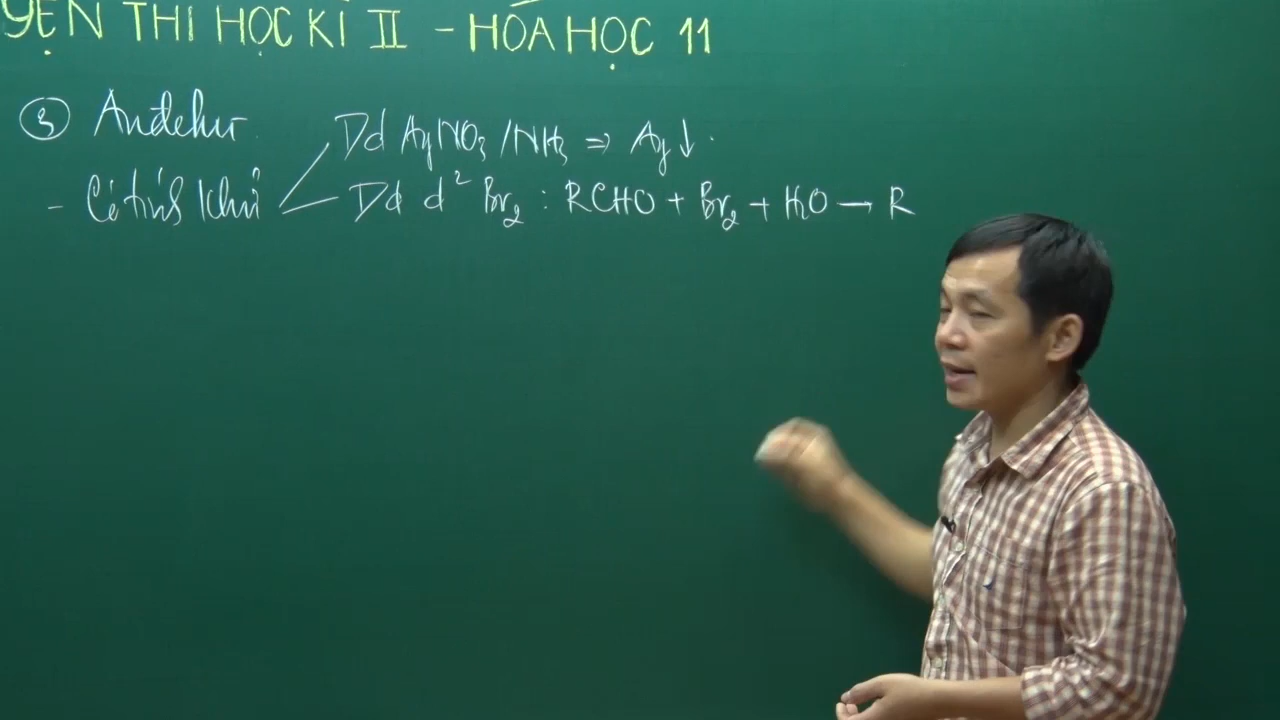 YỆN THI HỌC KÌ II - HÓA HỌC 11
③ Anđehit
Dd AgNO₃/NH₃ ⇒ Ag↓.
- Có tính khử
Dd d² Br₂ : RCHO + Br₂ + H₂O → R